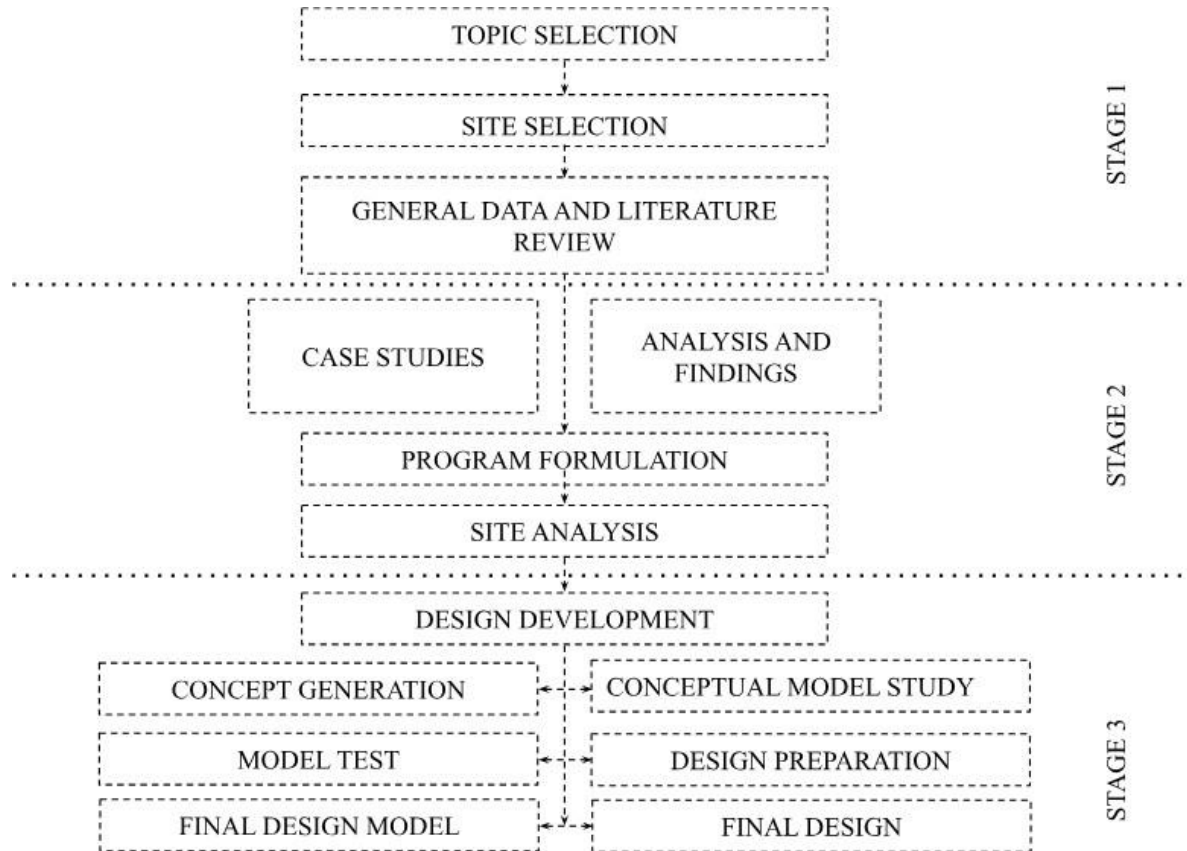 TOPIC SELECTION
SITE SELECTION
GENERAL DATA AND LITERATURE
REVIEW
STAGE 1
CASE STUDIES
ANALYSIS AND
FINDINGS
PROGRAM FORMULATION
SITE ANALYSIS
STAGE 2
DESIGN DEVELOPMENT
CONCEPT GENERATION
CONCEPTUAL MODEL STUDY
MODEL TEST
DESIGN PREPARATION
FINAL DESIGN MODEL
FINAL DESIGN
STAGE 3